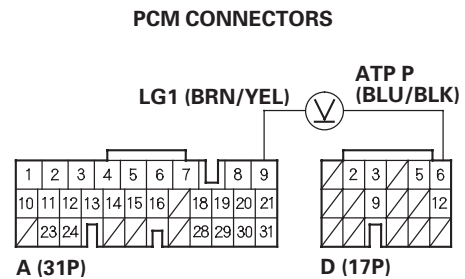 PCM CONNECTORS
ATP P
LG1 (BRN/YEL)
(BLU/BLK)
V
1 2 3 4 5 6 7 8 9
2 3 5 6
10 11 12 13 14 15 16 18 19 20 21
9 12
23 24 28 29 30 31
A (31P)
D (17P)